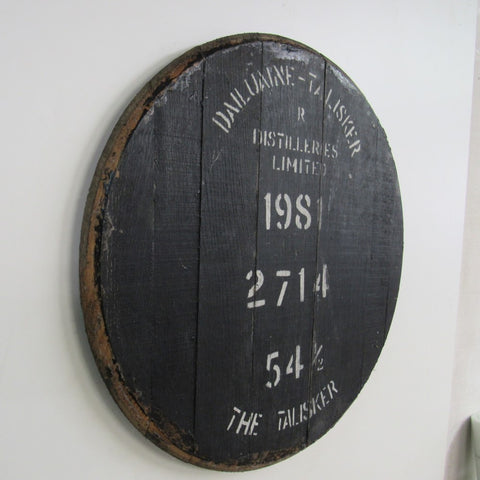 DAILUAINE-TALISKER
R
DISTILLERIES
LIMITED
1981
2714
54½
THE TALISKER